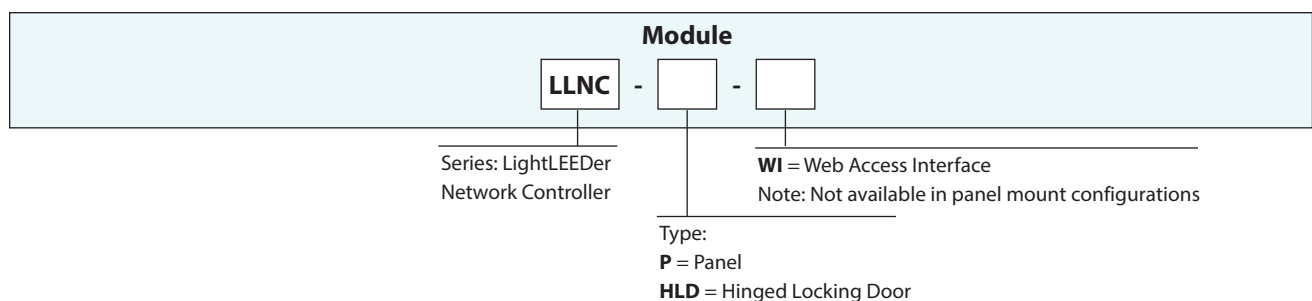 Module
LLNC - -
Series: LightLEEDer
Network Controller
WI = Web Access Interface
Note: Not available in panel mount configurations
Type:
P = Panel
HLD = Hinged Locking Door